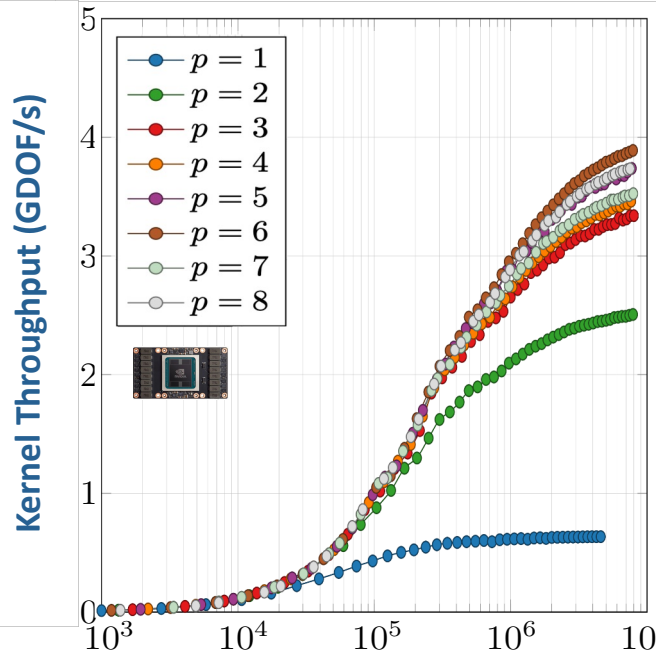 Kernel Throughput (GDOF/s)
5
4
3
2
1
0
p = 1
p = 2
p = 3
p = 4
p = 5
p = 6
p = 7
p = 8
10³ 10⁴ 10⁵ 10⁶ 10